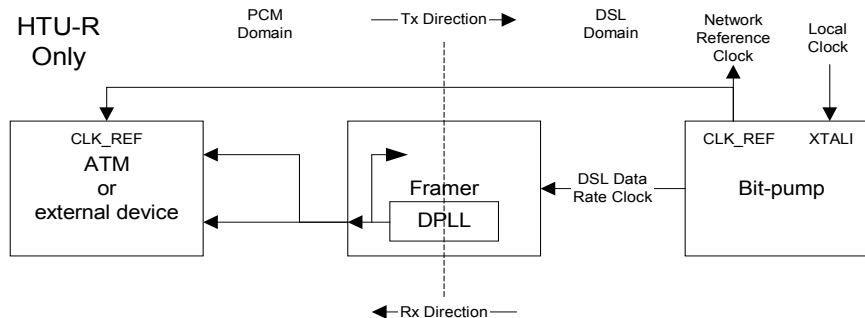 HTU-R
Only
PCM
Domain
Tx Direction
DSL
Domain
Network
Reference
Clock
Local
Clock
CLK_REF
ATM
or
external device
Framer
DPLL
DSL Data
Rate Clock
CLK_REF
XTALI
Bit-pump
Rx Direction